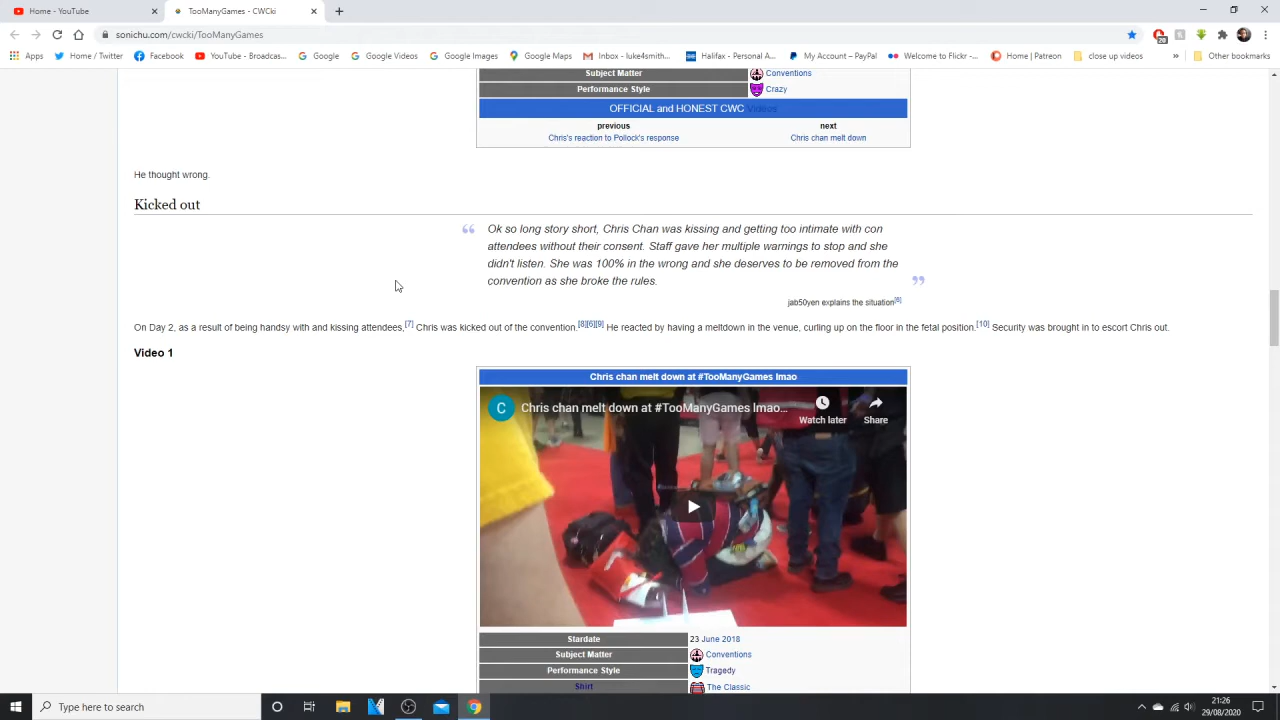 Home - YouTube
TooManyGames - CWCki
sonichu.com/cwcki/TooManyGames
Apps
Home / Twitter
Facebook
YouTube - Broadcas...
Google
Google Videos
Google Images
Google Maps
Inbox - luke4smith...
Halifax - Personal A...
My Account – PayPal
Welcome to Flickr -...
Home | Patreon
close up videos
Other bookmarks
Subject Matter
Conventions
Performance Style
Crazy
OFFICIAL and HONEST CWC Videos
previous
next
Chris's reaction to Pollock's response
Chris chan melt down
He thought wrong.
Kicked out
“ Ok so long story short, Chris Chan was kissing and getting too intimate with con
attendees without their consent. Staff gave her multiple warnings to stop and she
didn't listen. She was 100% in the wrong and she deserves to be removed from the
convention as she broke the rules. ”
jab50yen explains the situation[6]
On Day 2, as a result of being handsy with and kissing attendees,[7] Chris was kicked out of the convention.[8][6][9] He reacted by having a meltdown in the venue, curling up on the floor in the fetal position.[10] Security was brought in to escort Chris out.
Video 1
Chris chan melt down at #TooManyGames lmao
C
Chris chan melt down at #TooManyGames lmao...
Watch later
Share
Stardate
23 June 2018
Subject Matter
Conventions
Performance Style
Tragedy
Shirt
The Classic
Type here to search
21:26
29/08/2020